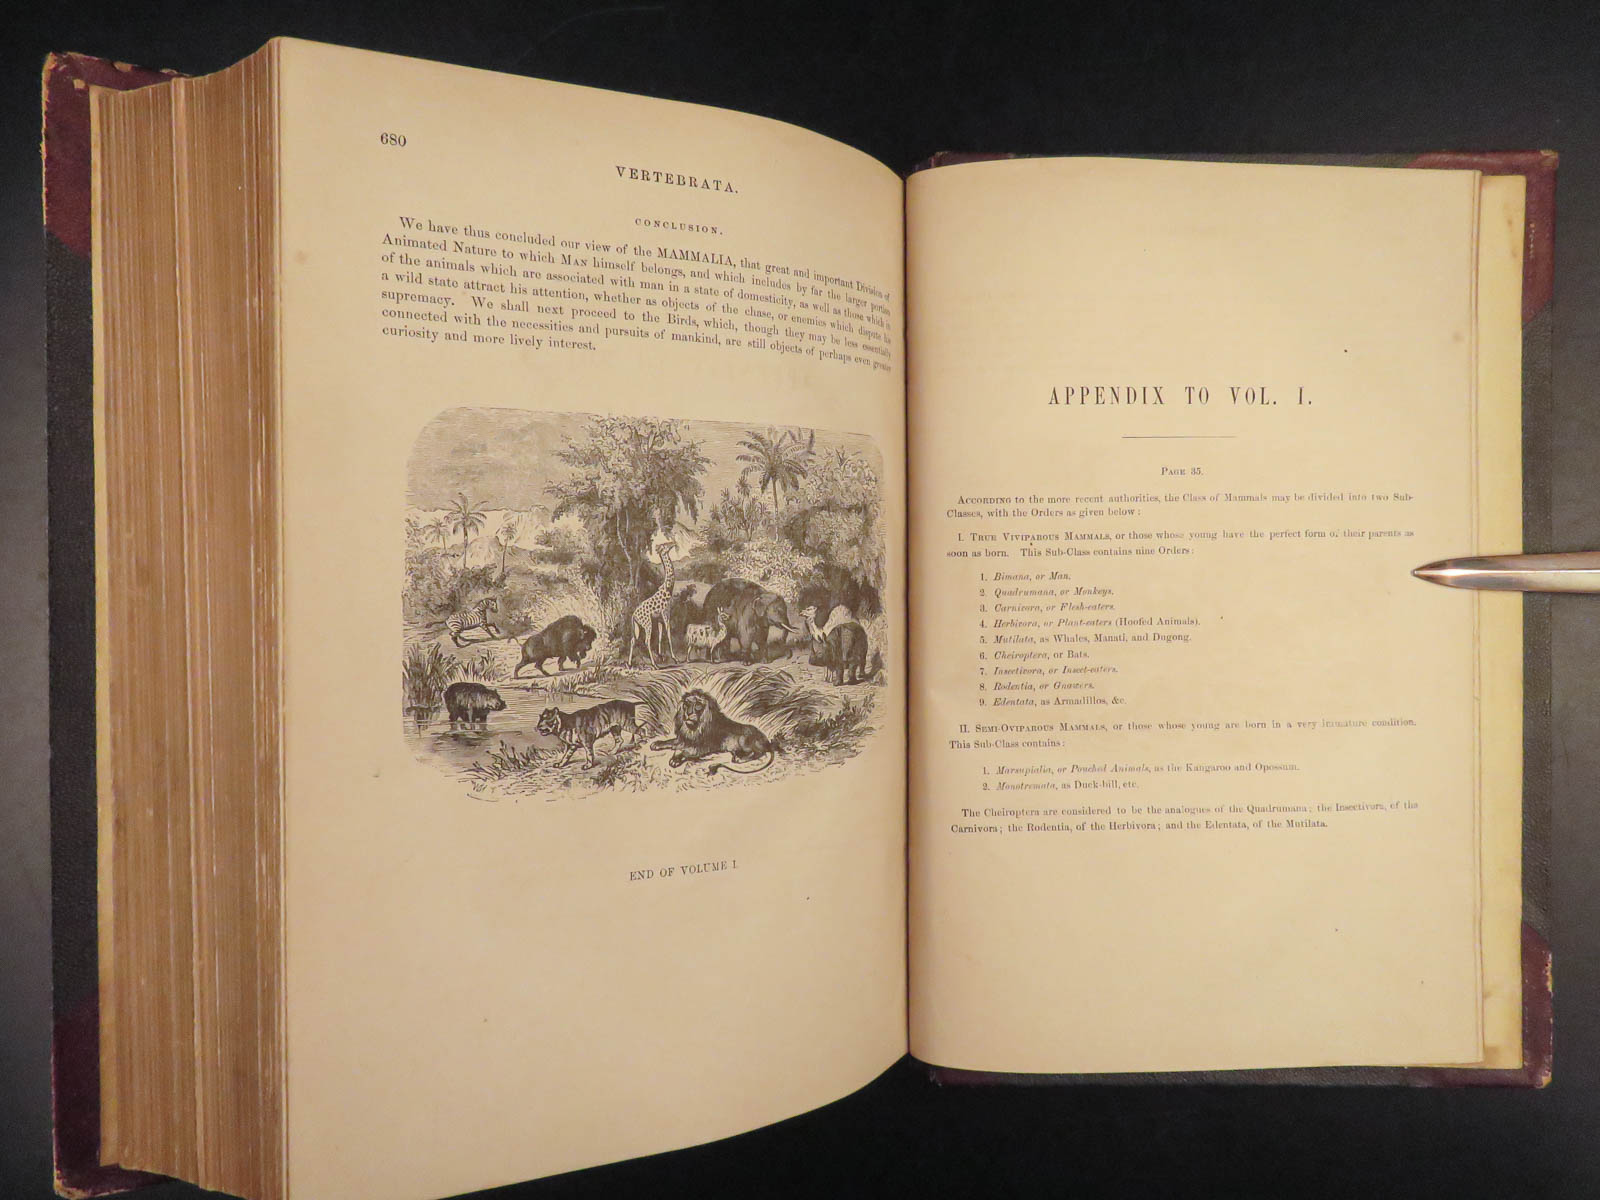 680
VERTEBRATA.
CONCLUSION.
We have thus concluded our view of the MAMMALIA, that great and important Division of
Animated Nature to which MAN himself belongs, and which includes by far the larger portion
of the animals which are associated with man in a state of domesticity, as well as those which in
a wild state attract his attention, whether as objects of the chase, or enemies which dispute his
supremacy. We shall next proceed to the Birds, which, though they may be less essentially
connected with the necessities and pursuits of mankind, are still objects of perhaps even greater
curiosity and more lively interest.
END OF VOLUME I.
APPENDIX TO VOL. I.
PAGE 35.
ACCORDING to the more recent authorities, the Class of Mammals may be divided into two Sub-
Classes, with the Orders as given below:
I. TRUE VIVIPAROUS MAMMALS, or those whose young have the perfect form of their parents as
soon as born. This Sub-Class contains nine Orders:
1. Bimana, or Man.
2. Quadrumana, or Monkeys.
3. Carnivora, or Flesh-eaters.
4. Herbivora, or Plant-eaters (Hoofed Animals).
5. Mutilata, as Whales, Manati, and Dugong.
6. Cheiroptera, or Bats.
7. Insectivora, or Insect-eaters.
8. Rodentia, or Gnawers.
9. Edentata, as Armadillos, &c.
II. SEMI-OVIPAROUS MAMMALS, or those whose young are born in a very immature condition.
This Sub-Class contains:
1. Marsupialia, or Pouched Animals, as the Kangaroo and Opossum.
2. Monotremata, as Duck-bill, etc.
The Cheiroptera are considered to be the analogues of the Quadrumana; the Insectivora, of the
Carnivora; the Rodentia, of the Herbivora; and the Edentata, of the Mutilata.